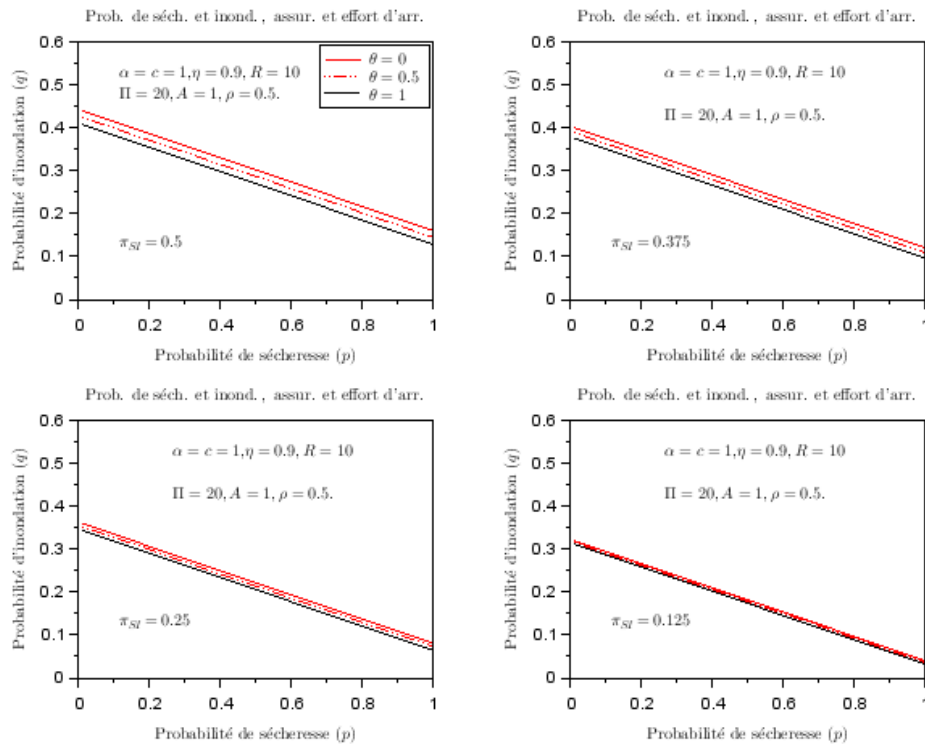 Prob. de séch. et inond., assur. et effort d'arr.
Probabilité d'inondation (q)
0.6
0.5
0.4
0.3
0.2
0.1
0
α = c = 1,η = 0.9, R = 10
Π = 20, A = 1, ρ = 0.5.
θ = 0
θ = 0.5
θ = 1
π_SI = 0.5
0 0.2 0.4 0.6 0.8 1
Probabilité de sécheresse (p)
Prob. de séch. et inond., assur. et effort d'arr.
Probabilité d'inondation (q)
0.6
0.5
0.4
0.3
0.2
0.1
0
α = c = 1,η = 0.9, R = 10
Π = 20, A = 1, ρ = 0.5.
π_SI = 0.375
0 0.2 0.4 0.6 0.8 1
Probabilité de sécheresse (p)
Prob. de séch. et inond., assur. et effort d'arr.
Probabilité d'inondation (q)
0.6
0.5
0.4
0.3
0.2
0.1
0
α = c = 1,η = 0.9, R = 10
Π = 20, A = 1, ρ = 0.5.
π_SI = 0.25
0 0.2 0.4 0.6 0.8 1
Probabilité de sécheresse (p)
Prob. de séch. et inond., assur. et effort d'arr.
Probabilité d'inondation (q)
0.6
0.5
0.4
0.3
0.2
0.1
0
α = c = 1,η = 0.9, R = 10
Π = 20, A = 1, ρ = 0.5.
π_SI = 0.125
0 0.2 0.4 0.6 0.8 1
Probabilité de sécheresse (p)